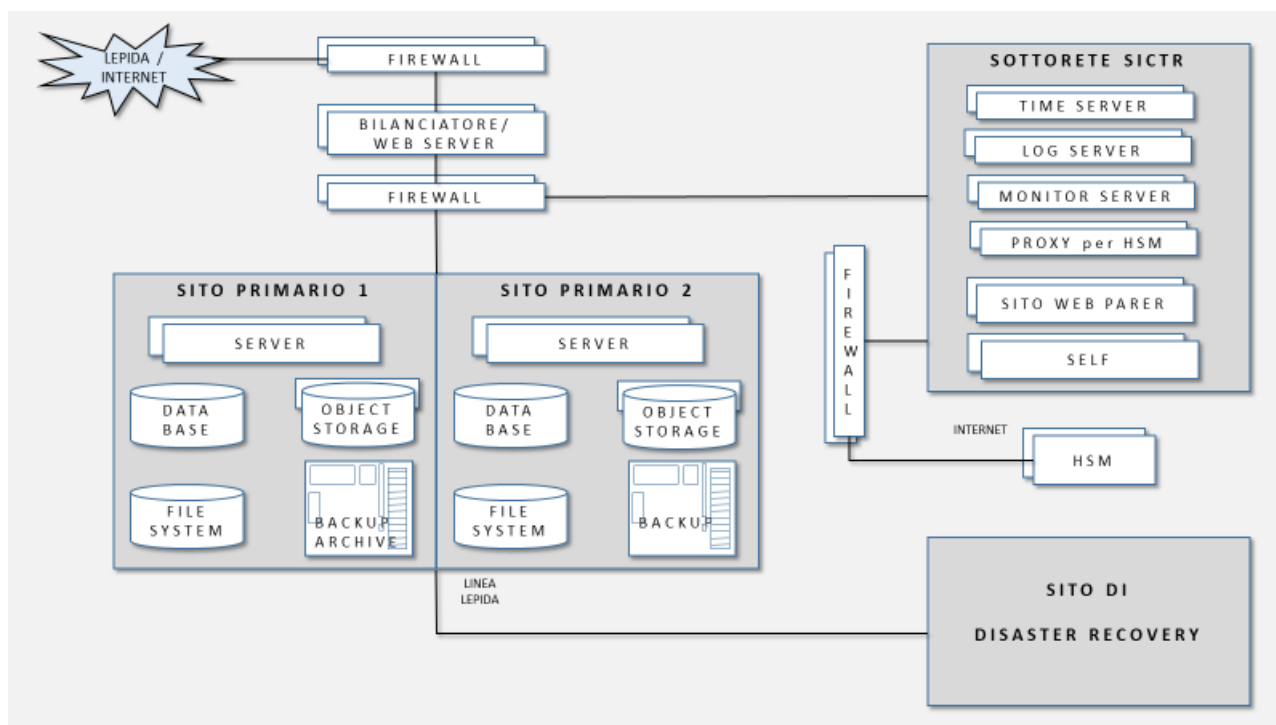 LEPIDA /
INTERNET
FIREWALL
BILANCIATORE/
WEB SERVER
FIREWALL
SOTTORETE SICTR
TIME SERVER
LOG SERVER
MONITOR SERVER
PROXY per HSM
SITO WEB PARER
SELF
FIREWALL
INTERNET
HSM
SITO PRIMARIO 1
SERVER
DATA
BASE
OBJECT
STORAGE
FILE
SYSTEM
BACKUP
ARCHIVE
SITO PRIMARIO 2
SERVER
DATA
BASE
OBJECT
STORAGE
FILE
SYSTEM
BACKUP
LINEA
LEPIDA
SITO DI
DISASTER RECOVERY